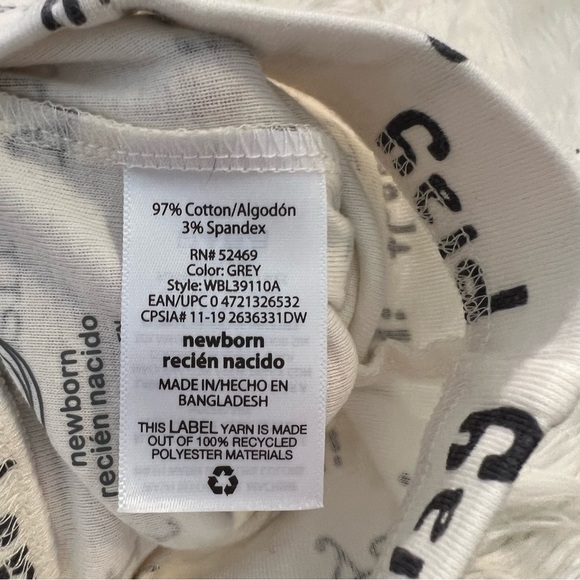 97% Cotton/Algodón
3% Spandex
RN# 52469
Color: GREY
Style: WBL39110A
EAN/UPC 0 4721326532
CPSIA# 11-19 2636331DW
newborn
recién nacido
MADE IN/HECHO EN
BANGLADESH
THIS LABEL YARN IS MADE
OUT OF 100% RECYCLED
POLYESTER MATERIALS
newborn
recién nacido